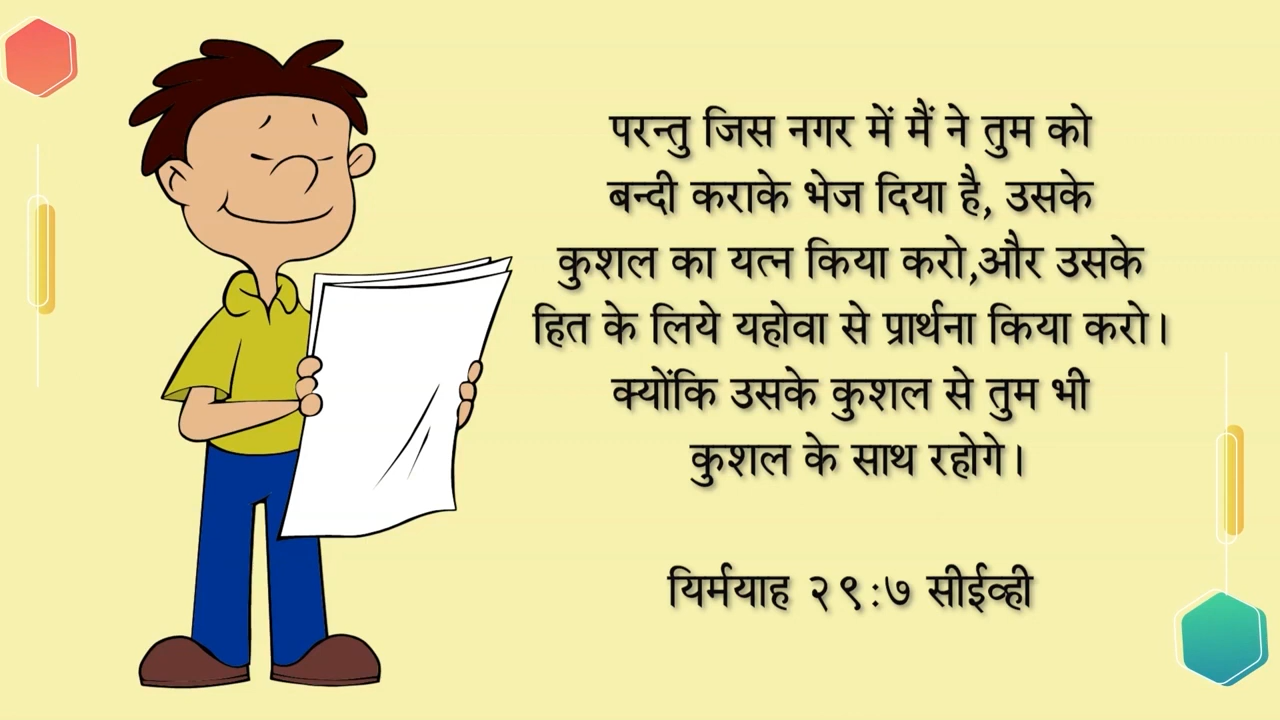 परन्तु जिस नगर में मैं ने तुम को
बन्दी कराके भेज दिया है, उसके
कुशल का यत्न किया करो,और उसके
हित के लिये यहोवा से प्रार्थना किया करो।
क्योंकि उसके कुशल से तुम भी
कुशल के साथ रहोगे।
यिर्मयाह २९:७ सीईव्ही